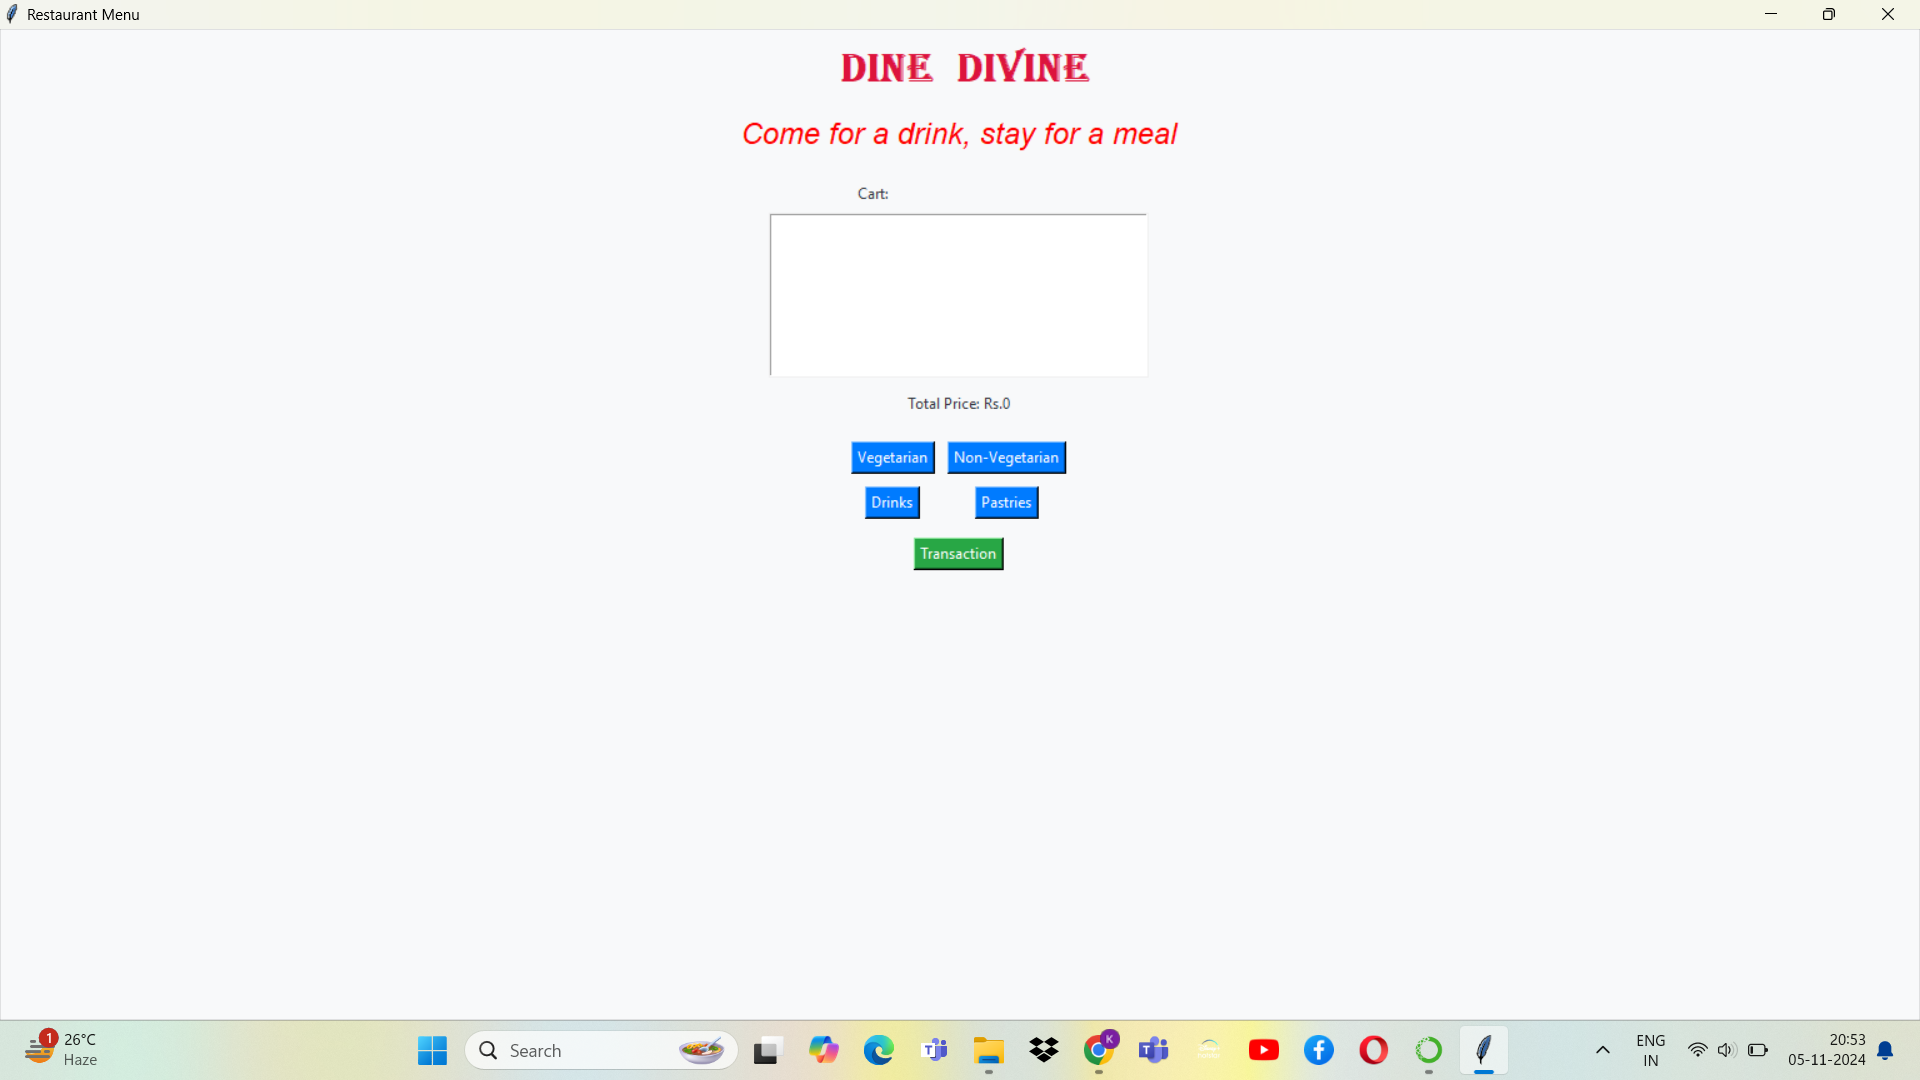 Restaurant Menu
DINE DIVINE
Come for a drink, stay for a meal
Cart:
Total Price: Rs.0
Vegetarian Non-Vegetarian
Drinks Pastries
Transaction
1 26°C
Haze
Search
K
ENG
IN
20:53
05-11-2024